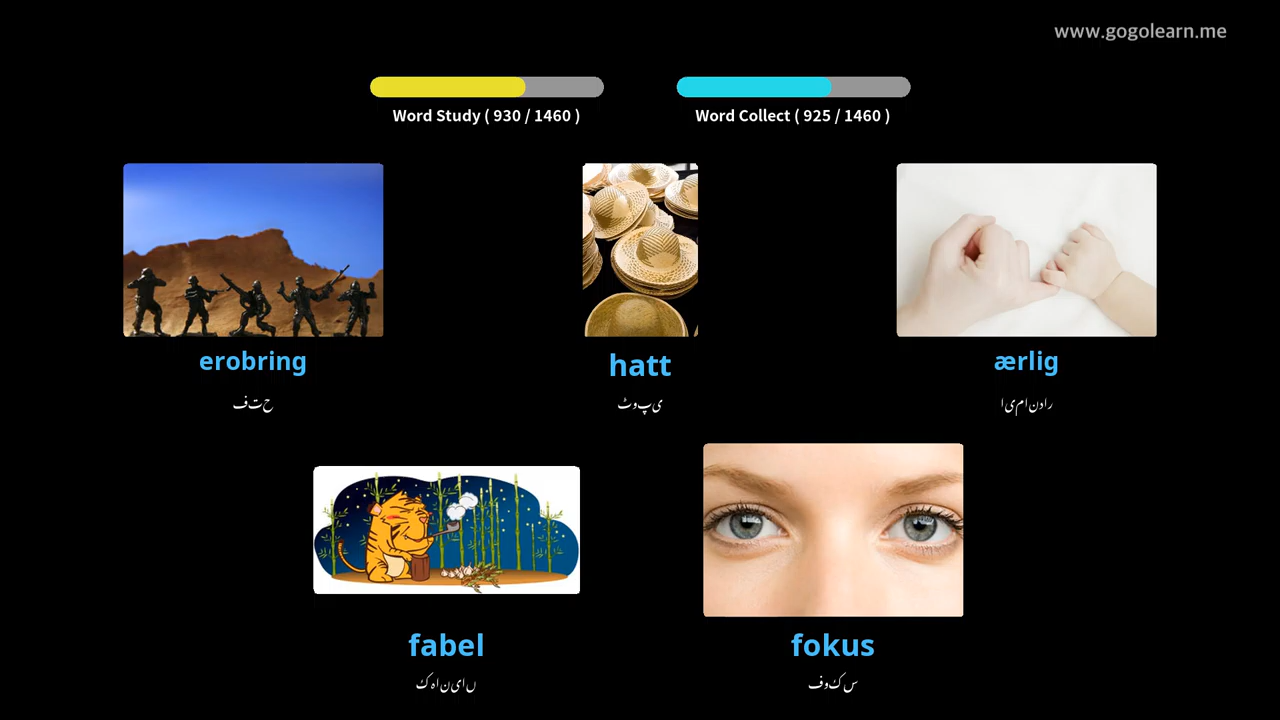 www.gogolearn.me
Word Study ( 930 / 1460 )
Word Collect ( 925 / 1460 )
erobring
hatt
ærlig
فتح
ٹوپی
ایماندار
fabel
fokus
کہانیاں
فوکس